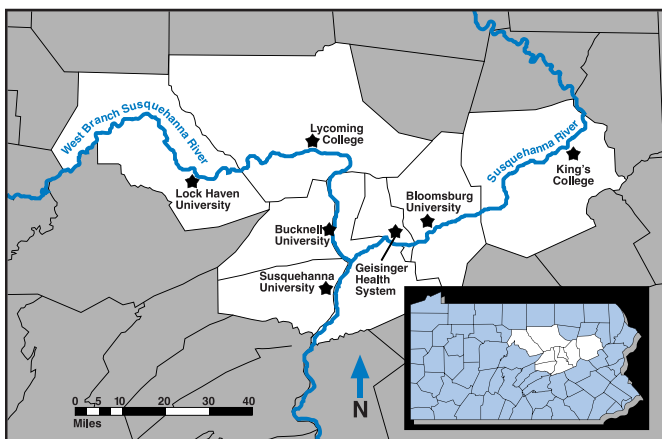 West Branch Susquehanna River
Lycoming
College
Lock Haven
University
Susquehanna River
King's
College
Bloomsburg
University
Bucknell
University
Geisinger
Health
System
Susquehanna
University
0 5 10 20 30 40
Miles
N